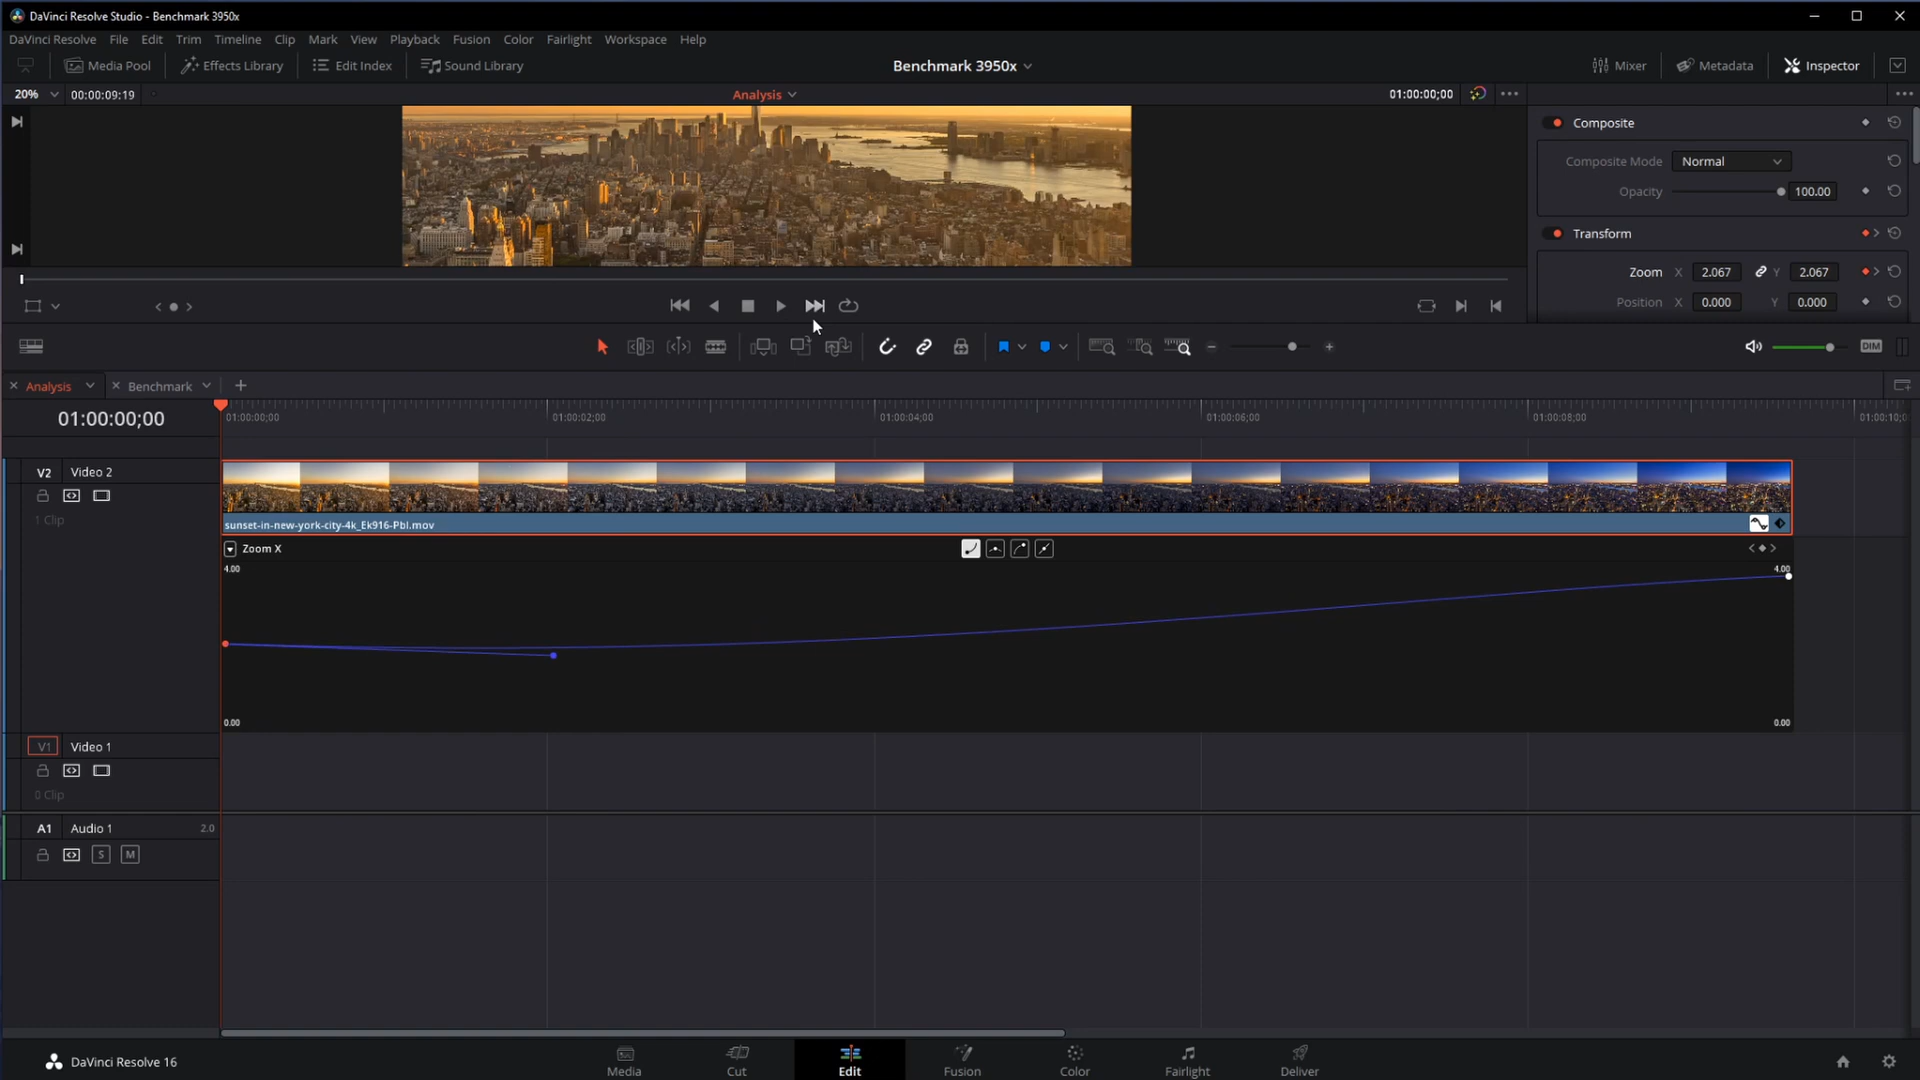 DaVinci Resolve Studio - Benchmark 3950x
DaVinci Resolve File Edit Trim Timeline Clip Mark View Playback Fusion Color Fairlight Workspace Help
Media Pool Effects Library Edit Index Sound Library Benchmark 3950x Mixer Metadata Inspector
20% 00:00:09:19 Analysis 01:00:00;00
Composite
Composite Mode Normal
Opacity 100.00
Transform
Zoom X 2.067 Y 2.067
Position X 0.000 Y 0.000
DIM
Analysis Benchmark
01:00:00;00 01:00:00;00 01:00:02;00 01:00:04;00 01:00:06;00 01:00:08;00 01:00:10;0
V2 Video 2
1 Clip
sunset-in-new-york-city-4k_Ek916-Pbl.mov
Zoom X
4.00 4.00
0.00 0.00
V1 Video 1
0 Clip
A1 Audio 1 2.0
S M
DaVinci Resolve 16
Media Cut Edit Fusion Color Fairlight Deliver